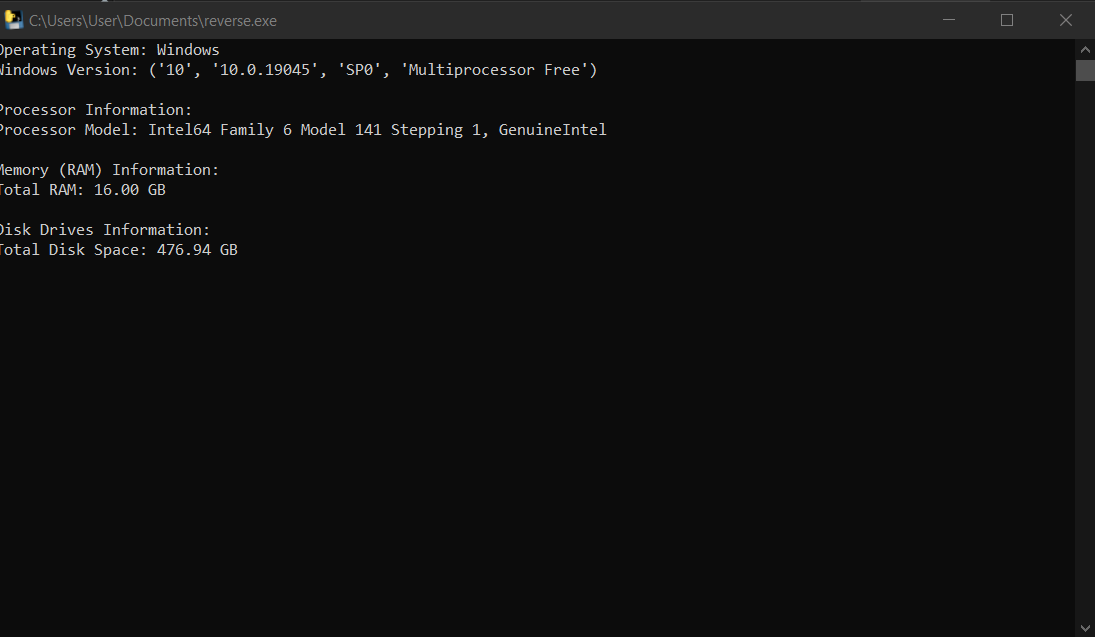 C:\Users\User\Documents\reverse.exe
Operating System: Windows
Windows Version: ('10', '10.0.19045', 'SP0', 'Multiprocessor Free')
Processor Information:
Processor Model: Intel64 Family 6 Model 141 Stepping 1, GenuineIntel
Memory (RAM) Information:
Total RAM: 16.00 GB
Disk Drives Information:
Total Disk Space: 476.94 GB